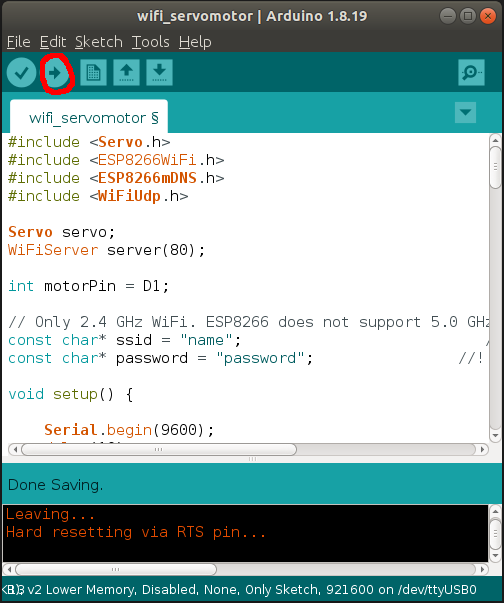 wifi_servomotor | Arduino 1.8.19
File Edit Sketch Tools Help
wifi_servomotor §
#include <Servo.h>
#include <ESP8266WiFi.h>
#include <ESP8266mDNS.h>
#include <WiFiUdp.h>
Servo servo;
WiFiServer server(80);
int motorPin = D1;
// Only 2.4 GHz WiFi. ESP8266 does not support 5.0 GHz
const char* ssid = "name"; /
const char* password = "password"; //!
void setup() {
Serial.begin(9600);
Done Saving.
Leaving...
Hard resetting via RTS pin...
v2 Lower Memory, Disabled, None, Only Sketch, 921600 on /dev/ttyUSB0